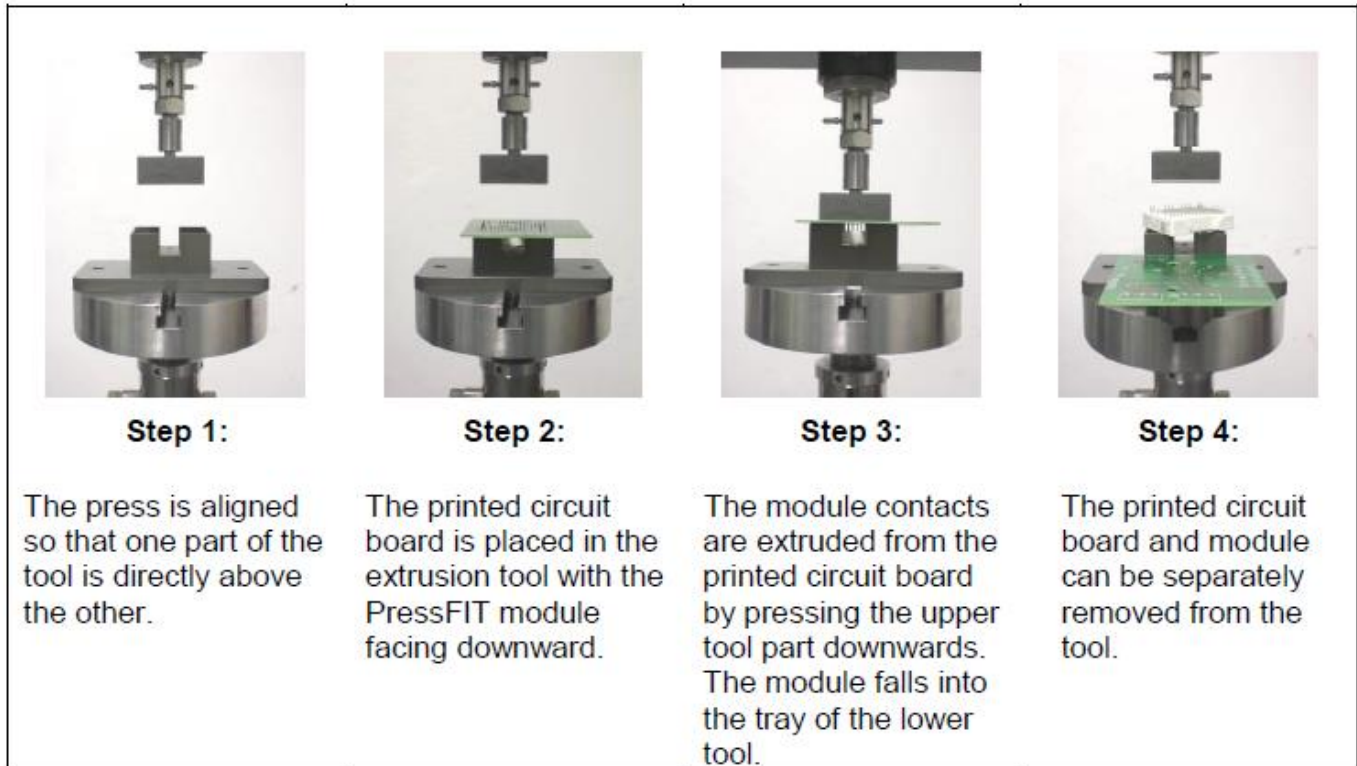 Step 1:
The press is aligned
so that one part of the
tool is directly above
the other.
Step 2:
The printed circuit
board is placed in the
extrusion tool with the
PressFIT module
facing downward.
Step 3:
The module contacts
are extruded from the
printed circuit board
by pressing the upper
tool part downwards.
The module falls into
the tray of the lower
tool.
Step 4:
The printed circuit
board and module
can be separately
removed from the
tool.